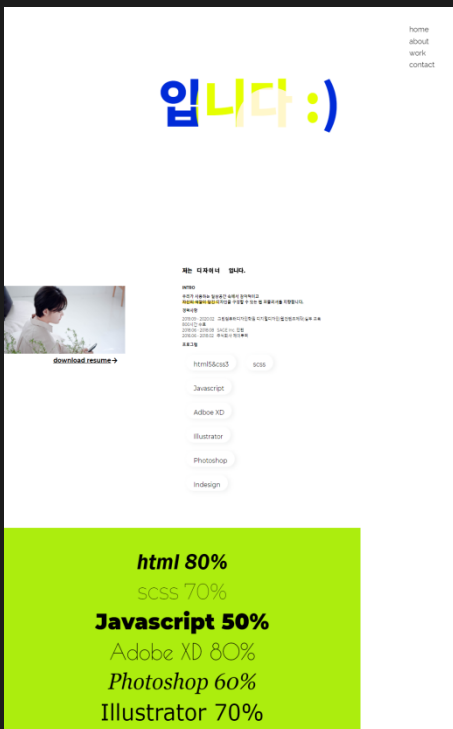 home
about
work
contact
입니다 :)
저는 디자이너 입니다.
INTRO
경력사항
프로그램
download resume →
html5&css3 scss
Javascript
Adboe XD
Illustrator
Photoshop
Indesign
html 80%
scss 70%
Javascript 50%
Adobe XD 80%
Photoshop 60%
Illustrator 70%